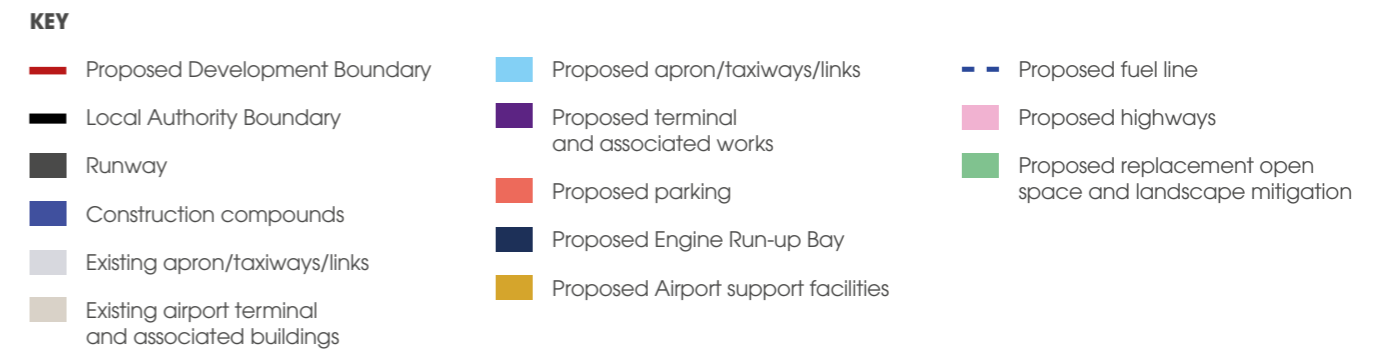 KEY
Proposed Development Boundary
Local Authority Boundary
Runway
Construction compounds
Existing apron/taxiways/links
Existing airport terminal
and associated buildings
Proposed apron/taxiways/links
Proposed terminal
and associated works
Proposed parking
Proposed Engine Run-up Bay
Proposed Airport support facilities
Proposed fuel line
Proposed highways
Proposed replacement open
space and landscape mitigation